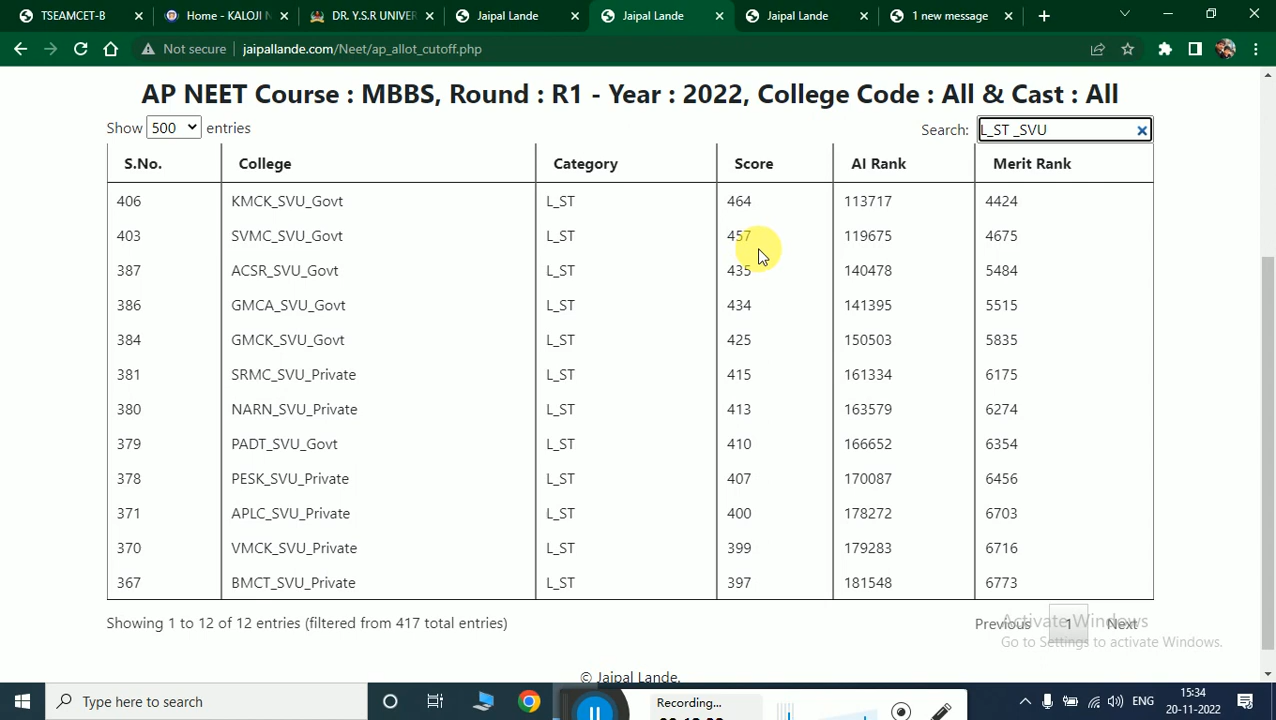 TSEAMCET-B
Home - KALOJI N
DR. Y.S.R UNIVER
Jaipal Lande
Jaipal Lande
Jaipal Lande
1 new message
Not secure jaipallande.com/Neet/ap_allot_cutoff.php
AP NEET Course : MBBS, Round : R1 - Year : 2022, College Code : All & Cast : All
Show 500 entries Search: L_ST _SVU
S.No. College Category Score AI Rank Merit Rank
406 KMCK_SVU_Govt L_ST 464 113717 4424
403 SVMC_SVU_Govt L_ST 457 119675 4675
387 ACSR_SVU_Govt L_ST 435 140478 5484
386 GMCA_SVU_Govt L_ST 434 141395 5515
384 GMCK_SVU_Govt L_ST 425 150503 5835
381 SRMC_SVU_Private L_ST 415 161334 6175
380 NARN_SVU_Private L_ST 413 163579 6274
379 PADT_SVU_Govt L_ST 410 166652 6354
378 PESK_SVU_Private L_ST 407 170087 6456
371 APLC_SVU_Private L_ST 400 178272 6703
370 VMCK_SVU_Private L_ST 399 179283 6716
367 BMCT_SVU_Private L_ST 397 181548 6773
Showing 1 to 12 of 12 entries (filtered from 417 total entries) Previous 1 Next
Activate Windows
Go to Settings to activate Windows.
© Jaipal Lande.
Type here to search
Recording...
ENG
15:34
20-11-2022